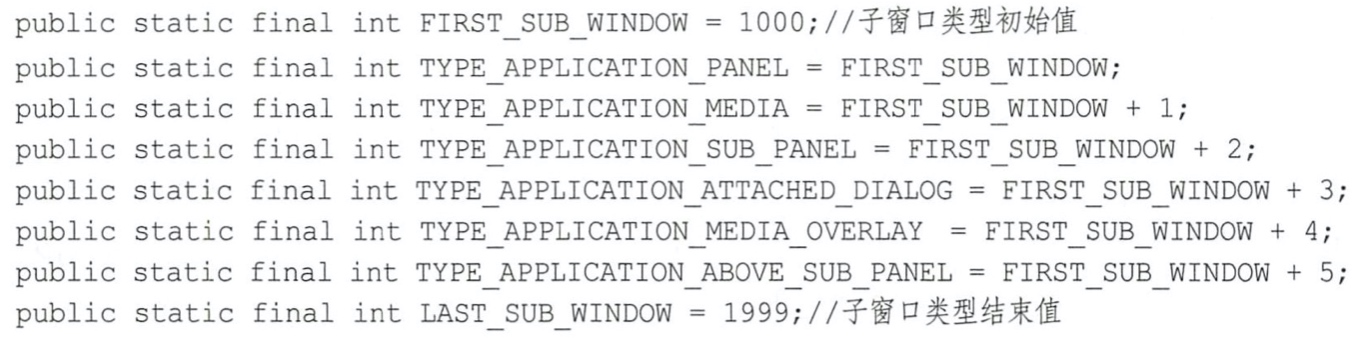 public static final int FIRST_SUB_WINDOW = 1000;//子窗口类型初始值
public static final int TYPE_APPLICATION_PANEL = FIRST_SUB_WINDOW;
public static final int TYPE_APPLICATION_MEDIA = FIRST_SUB_WINDOW + 1;
public static final int TYPE_APPLICATION_SUB_PANEL = FIRST_SUB_WINDOW + 2;
public static final int TYPE_APPLICATION_ATTACHED_DIALOG = FIRST_SUB_WINDOW + 3;
public static final int TYPE_APPLICATION_MEDIA_OVERLAY = FIRST_SUB_WINDOW + 4;
public static final int TYPE_APPLICATION_ABOVE_SUB_PANEL = FIRST_SUB_WINDOW + 5;
public static final int LAST_SUB_WINDOW = 1999;//子窗口类型结束值